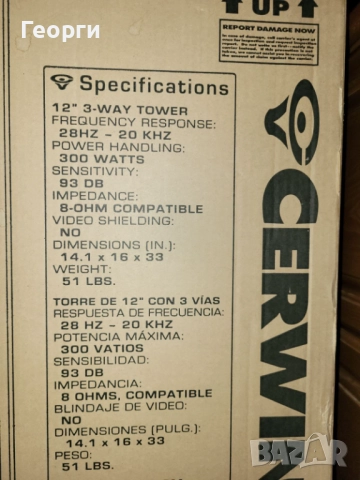 Георги
UP
REPORT DAMAGE NOW
Specifications
12" 3-WAY TOWER
FREQUENCY RESPONSE:
28HZ – 20 KHZ
POWER HANDLING:
300 WATTS
SENSITIVITY:
93 DB
IMPEDANCE:
8-OHM COMPATIBLE
VIDEO SHIELDING:
NO
DIMENSIONS (IN.):
14.1 x 16 x 33
WEIGHT:
51 LBS.
TORRE DE 12" CON 3 VÍAS
RESPUESTA DE FRECUENCIA:
28 HZ – 20 KHZ
POTENCIA MÁXIMA:
300 VATIOS
SENSIBILIDAD:
93 DB
IMPEDANCIA:
8 OHMS, COMPATIBLE
BLINDAJE DE VIDEO:
NO
DIMENSIONES (PULG.):
14.1 x 16 x 33
PESO:
51 LBS.
CERWIN
BAZAR